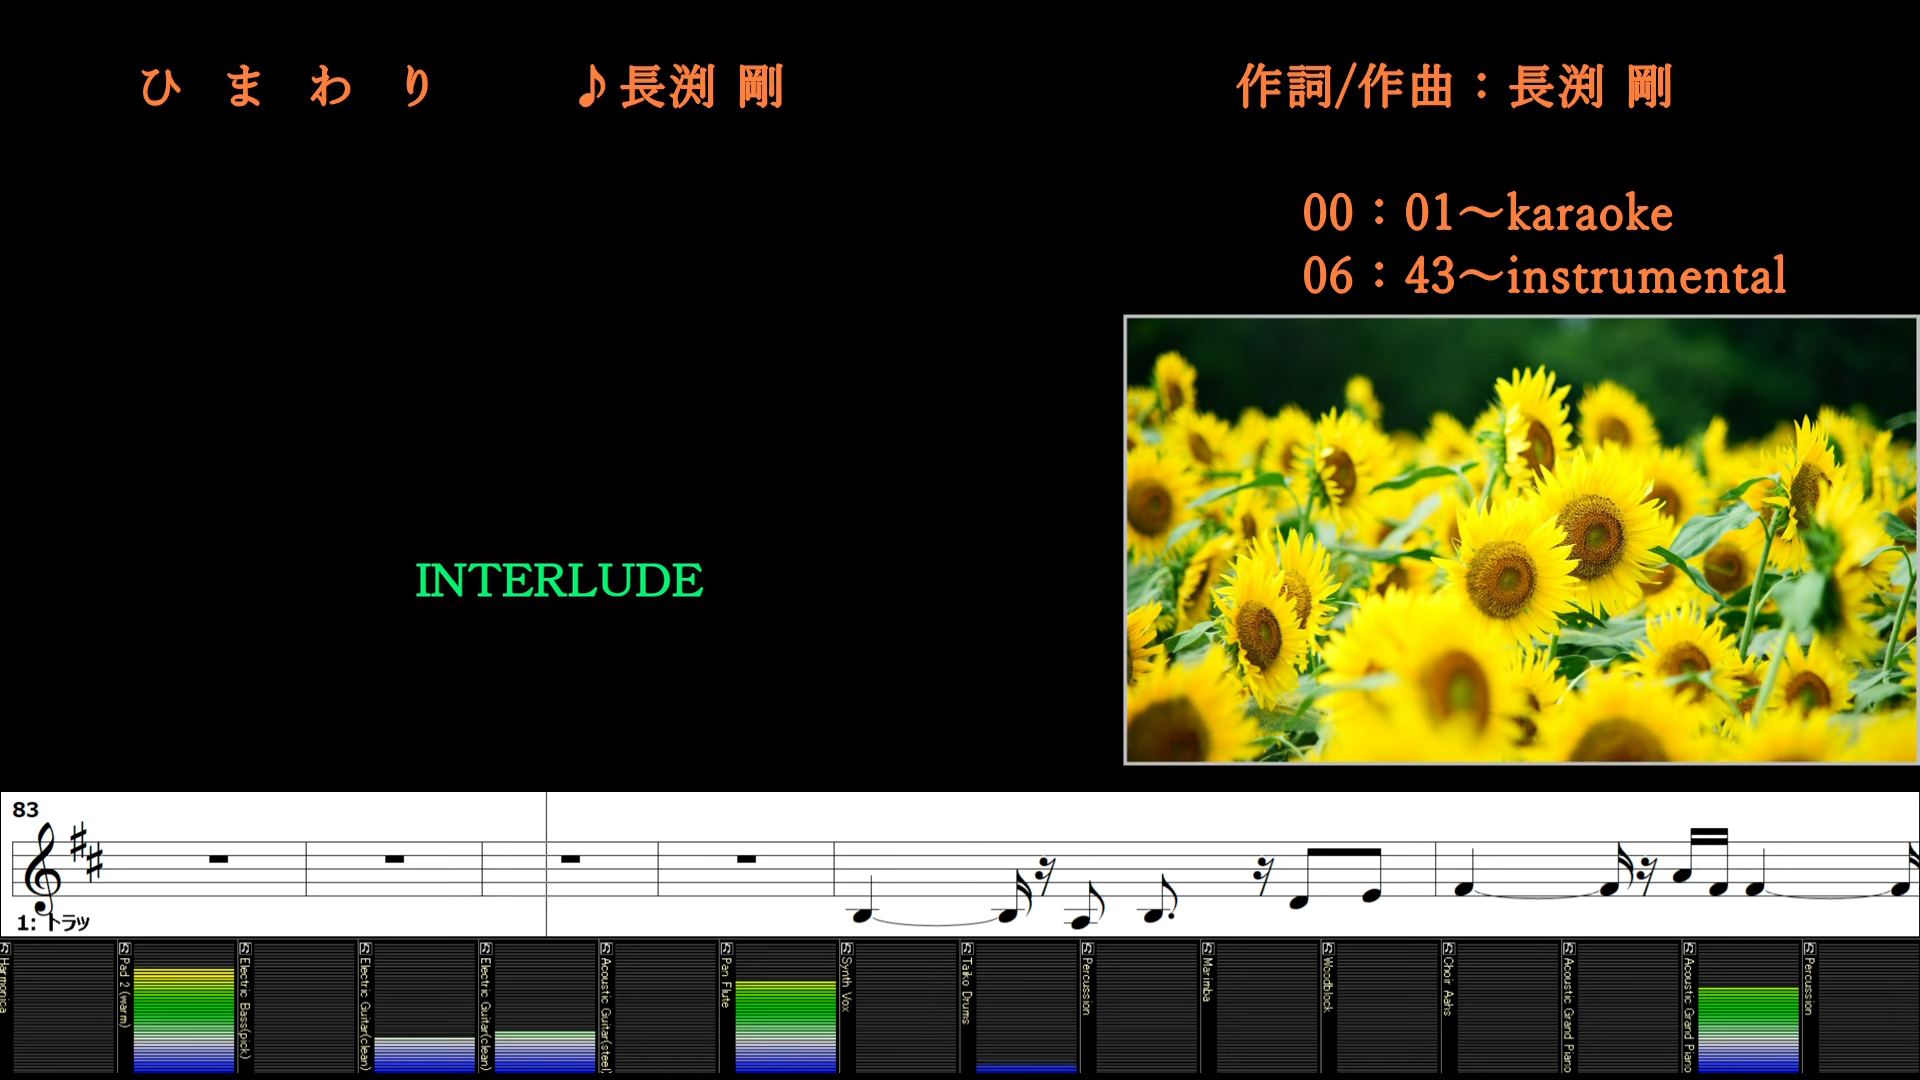 ひ ま わ り ♪長渕 剛
作詞/作曲：長渕 剛
00：01～karaoke
06：43～instrumental
INTERLUDE
83
1: トラッ
Harmonica
Pad 2 (warm)
Electric Bass(pick)
Electric Guitar(clean)
Electric Guitar(clean)
Acoustic Guitar(steel)
Pan Flute
Synth Vox
Taiko Drums
Percussion
Marimba
Woodblock
Choir Aahs
Acoustic Grand Piano
Acoustic Grand Piano
Percussion